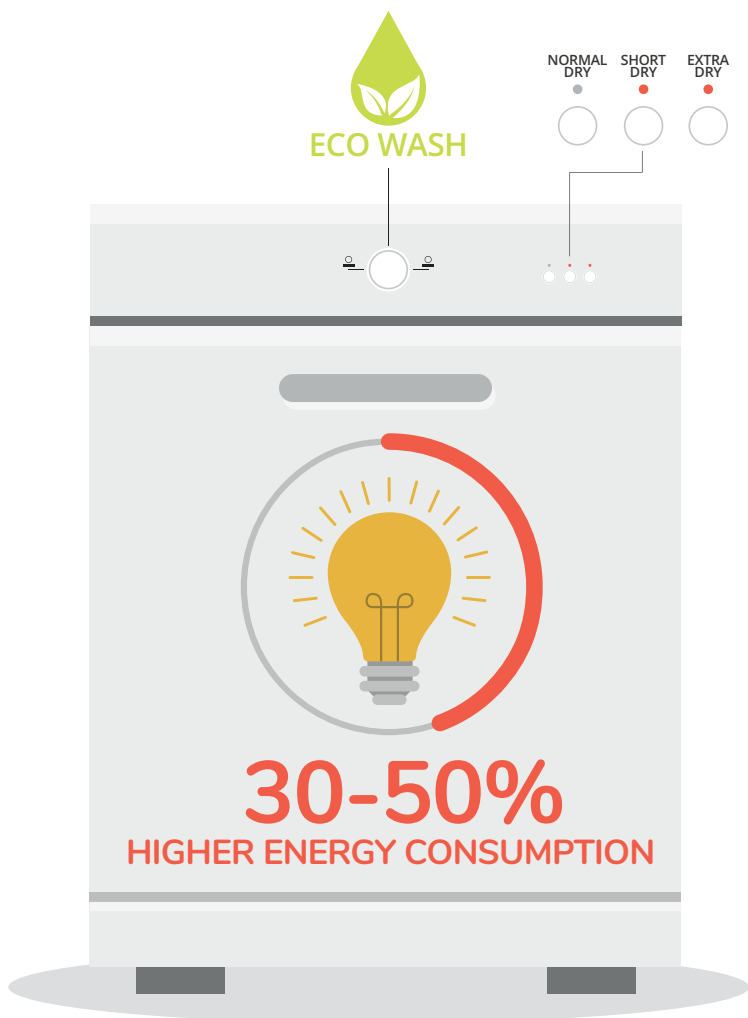 ECO WASH
NORMAL DRY
SHORT DRY
EXTRA DRY
30-50%
HIGHER ENERGY CONSUMPTION